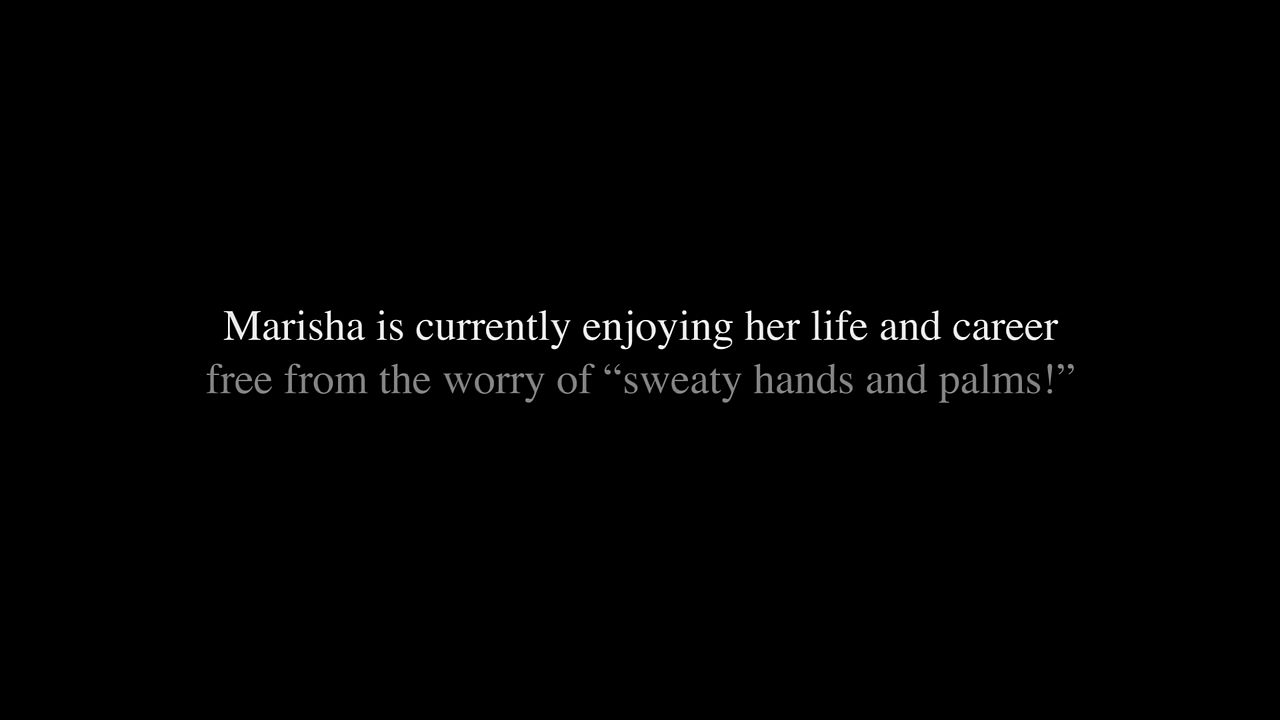 Marisha is currently enjoying her life and career
free from the worry of “sweaty hands and palms!”